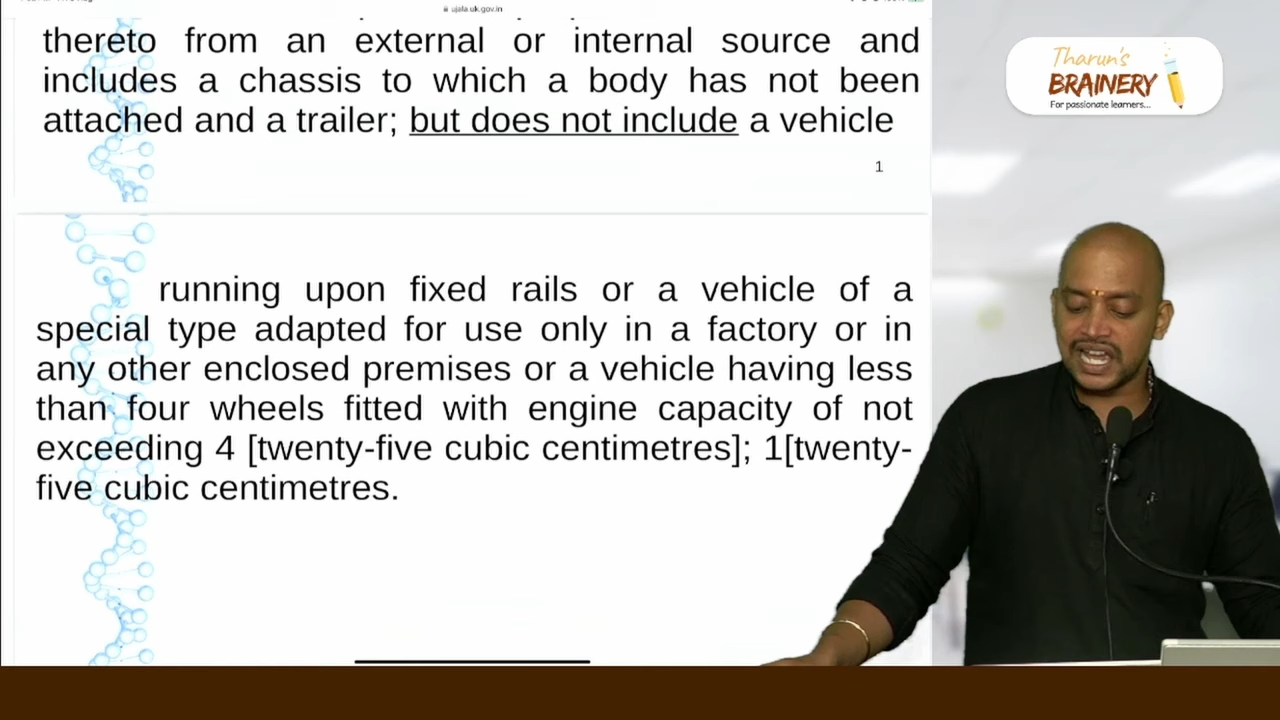 ujala.uk.gov.in
thereto from an external or internal source and
includes a chassis to which a body has not been
attached and a trailer; but does not include a vehicle
1
running upon fixed rails or a vehicle of a
special type adapted for use only in a factory or in
any other enclosed premises or a vehicle having less
than four wheels fitted with engine capacity of not
exceeding 4 [twenty-five cubic centimetres]; 1[twenty-
five cubic centimetres.
Tharun's
BRAINERY
For passionate learners...